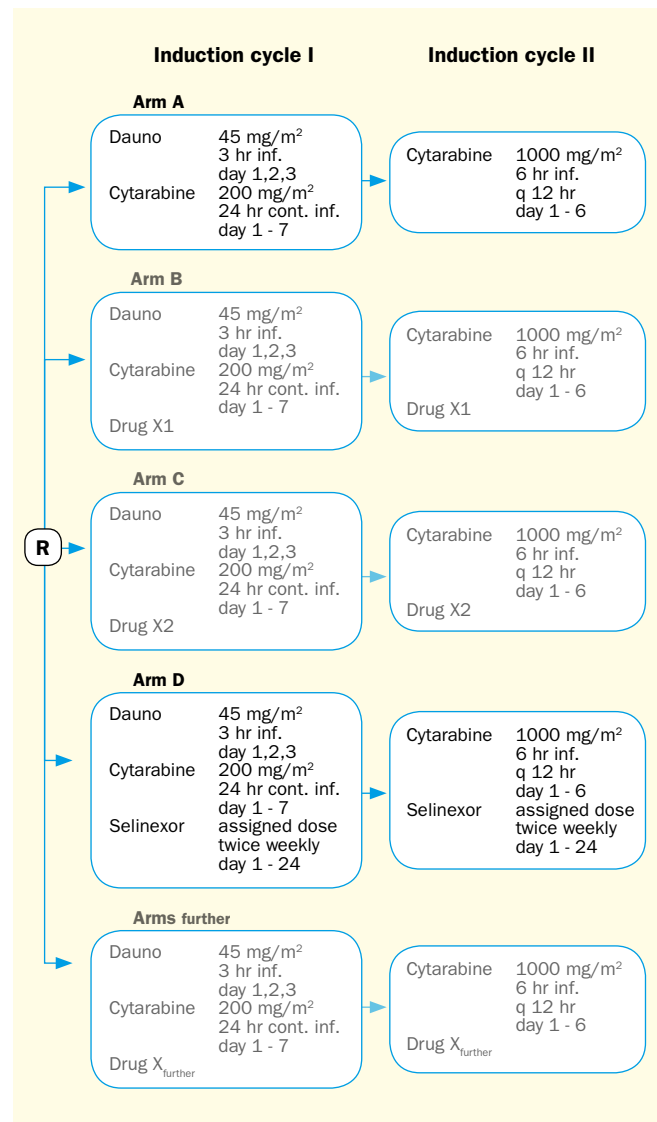 Induction cycle I Induction cycle II
Arm A
Dauno 45 mg/m²
3 hr inf.
day 1,2,3
Cytarabine 200 mg/m²
24 hr cont. inf.
day 1 - 7
Cytarabine 1000 mg/m²
6 hr inf.
q 12 hr
day 1 - 6
Arm B
Dauno 45 mg/m²
3 hr inf.
day 1,2,3
Cytarabine 200 mg/m²
24 hr cont. inf.
day 1 - 7
Drug X1
Cytarabine 1000 mg/m²
6 hr inf.
q 12 hr
day 1 - 6
Drug X1
R
Arm C
Dauno 45 mg/m²
3 hr inf.
day 1,2,3
Cytarabine 200 mg/m²
24 hr cont. inf.
day 1 - 7
Drug X2
Cytarabine 1000 mg/m²
6 hr inf.
q 12 hr
day 1 - 6
Drug X2
Arm D
Dauno 45 mg/m²
3 hr inf.
day 1,2,3
Cytarabine 200 mg/m²
24 hr cont. inf.
day 1 - 7
Selinexor assigned dose
twice weekly
day 1 - 24
Cytarabine 1000 mg/m²
6 hr inf.
q 12 hr
day 1 - 6
Selinexor assigned dose
twice weekly
day 1 - 24
Arms further
Dauno 45 mg/m²
3 hr inf.
day 1,2,3
Cytarabine 200 mg/m²
24 hr cont. inf.
day 1 - 7
Drug X further
Cytarabine 1000 mg/m²
6 hr inf.
q 12 hr
day 1 - 6
Drug X further